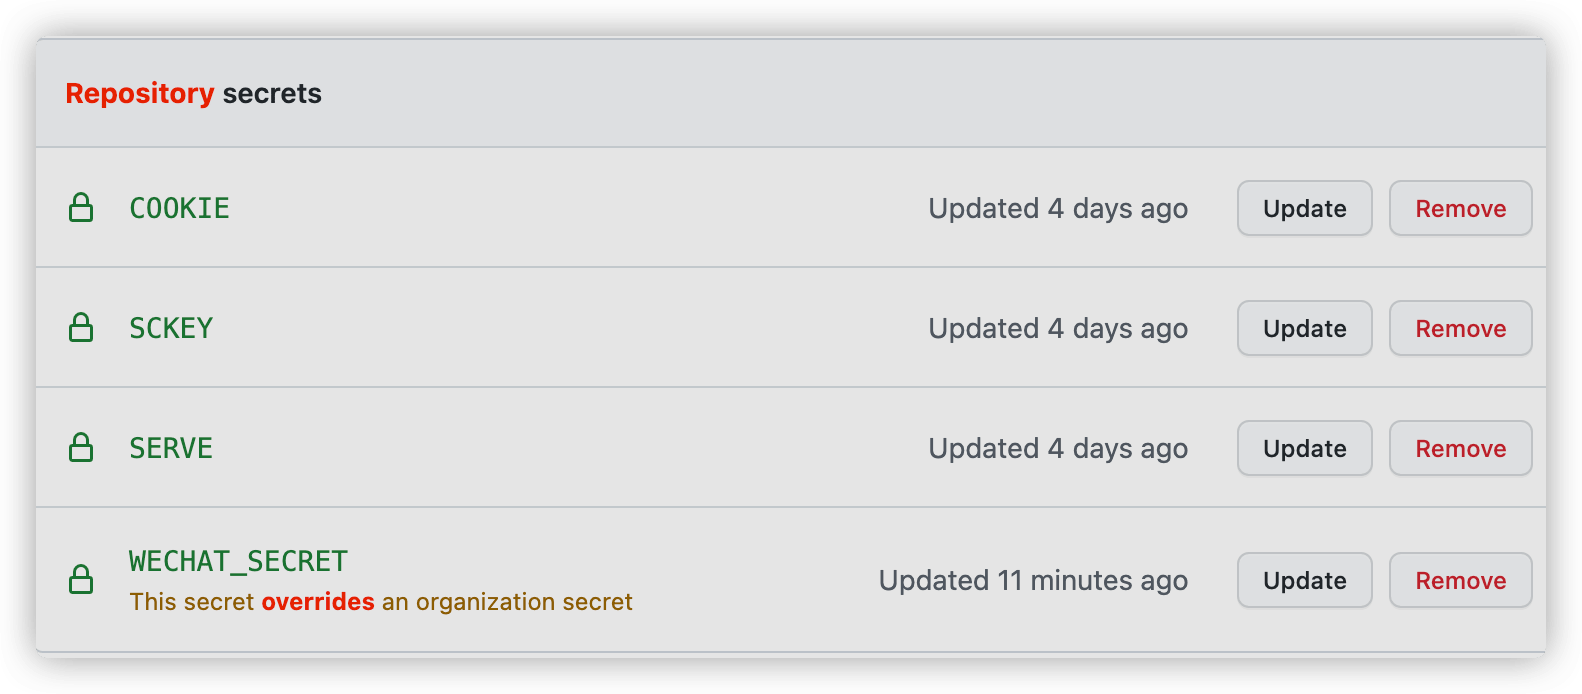 Repository secrets
COOKIE Updated 4 days ago Update Remove
SCKEY Updated 4 days ago Update Remove
SERVE Updated 4 days ago Update Remove
WECHAT_SECRET
This secret overrides an organization secret
Updated 11 minutes ago Update Remove